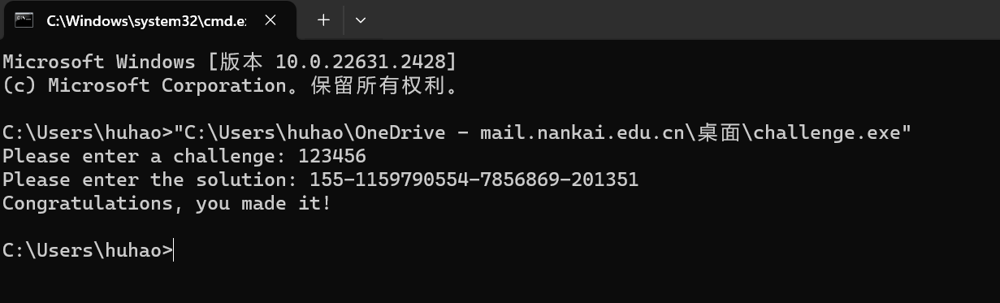 C:\Windows\system32\cmd.e
Microsoft Windows [版本 10.0.22631.2428]
(c) Microsoft Corporation。保留所有权利。
C:\Users\huhao>"C:\Users\huhao\OneDrive - mail.nankai.edu.cn\桌面\challenge.exe"
Please enter a challenge: 123456
Please enter the solution: 155-1159790554-7856869-201351
Congratulations, you made it!
C:\Users\huhao>